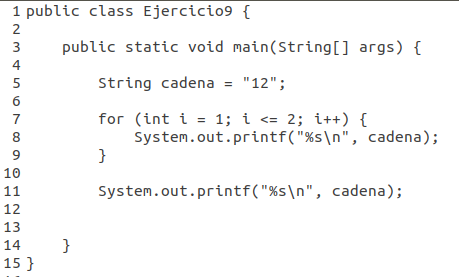 1 public class Ejercicio9 {
2
3     public static void main(String[] args) {
4
5         String cadena = "12";
6
7         for (int i = 1; i <= 2; i++) {
8             System.out.printf("%s\n", cadena);
9         }
10
11         System.out.printf("%s\n", cadena);
12
13
14     }
15 }